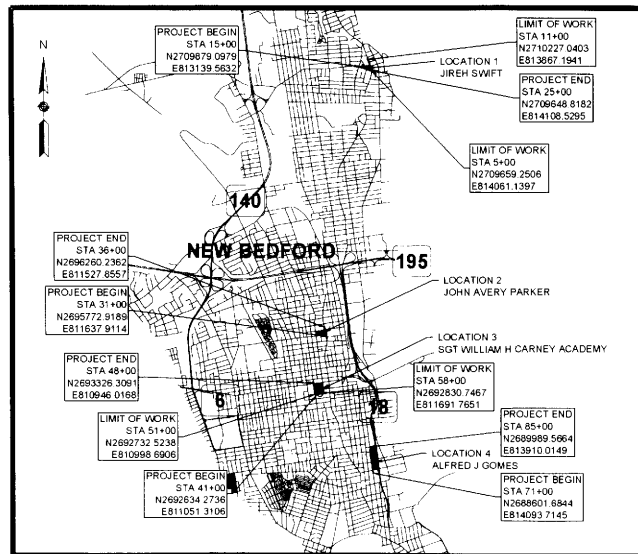 PROJECT BEGIN
STA 15+00
N2709879.0979
E813139.5632
LIMIT OF WORK
STA 11+00
N2710227.0403
E813867.1941
LOCATION 1
JIREH SWIFT
PROJECT END
STA 25+00
N2709648.8182
E814108.5295
LIMIT OF WORK
STA 5+00
N2709659.2506
E814061.1397
N
140
NEW BEDFORD
195
PROJECT END
STA 36+00
N2696260.2362
E811527.8557
PROJECT BEGIN
STA 31+00
N2695772.9189
E811637.9114
LOCATION 2
JOHN AVERY PARKER
LOCATION 3
SGT WILLIAM H CARNEY ACADEMY
PROJECT END
STA 48+00
N2693326.3091
E810946.0168
LIMIT OF WORK
STA 58+00
N2692830.7467
E811691.7651
6
18
LIMIT OF WORK
STA 51+00
N2692732.5238
E810998.6906
PROJECT END
STA 85+00
N2689989.5664
E813910.0149
LOCATION 4
ALFRED J GOMES
PROJECT BEGIN
STA 41+00
N2692634.2736
E811051.3106
PROJECT BEGIN
STA 71+00
N2688601.6844
E814093.7145